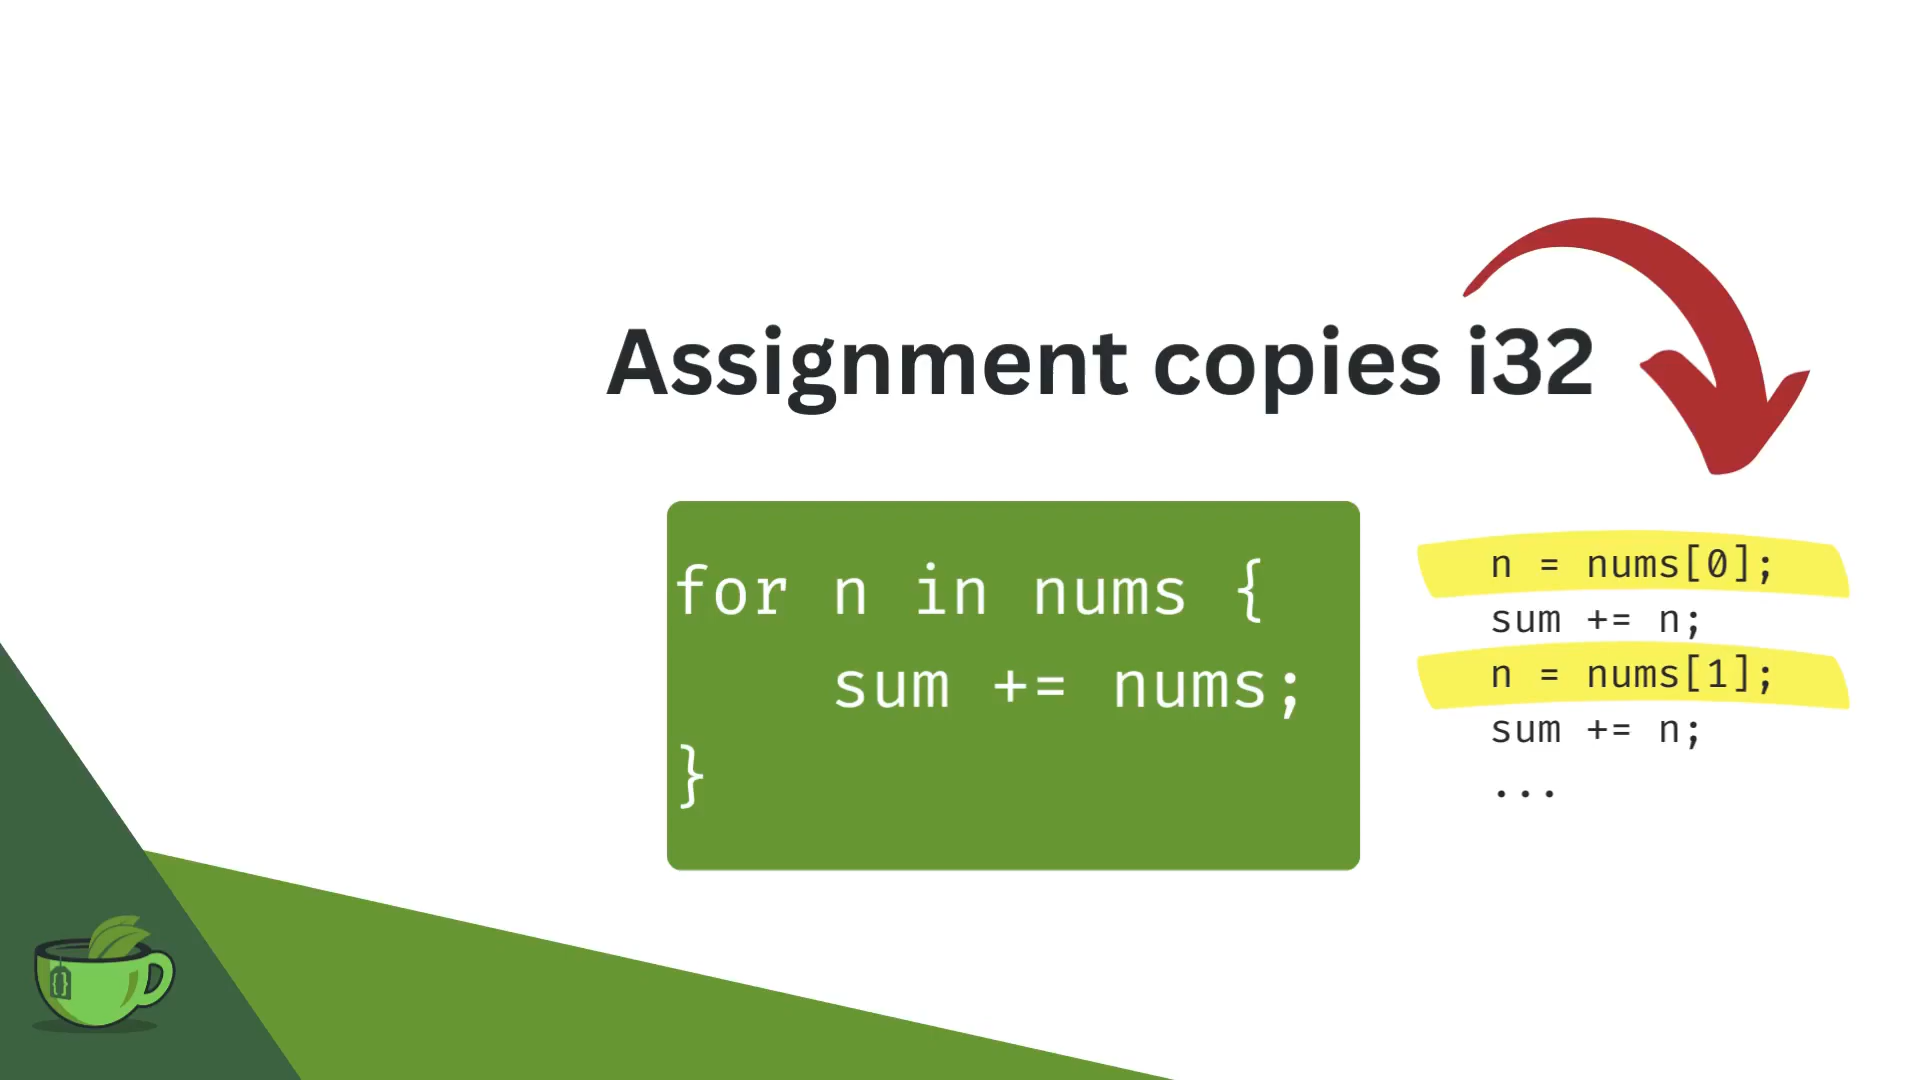 Assignment copies i32
for n in nums {
    sum += nums;
}
n = nums[0];
sum += n;
n = nums[1];
sum += n;
...
{}